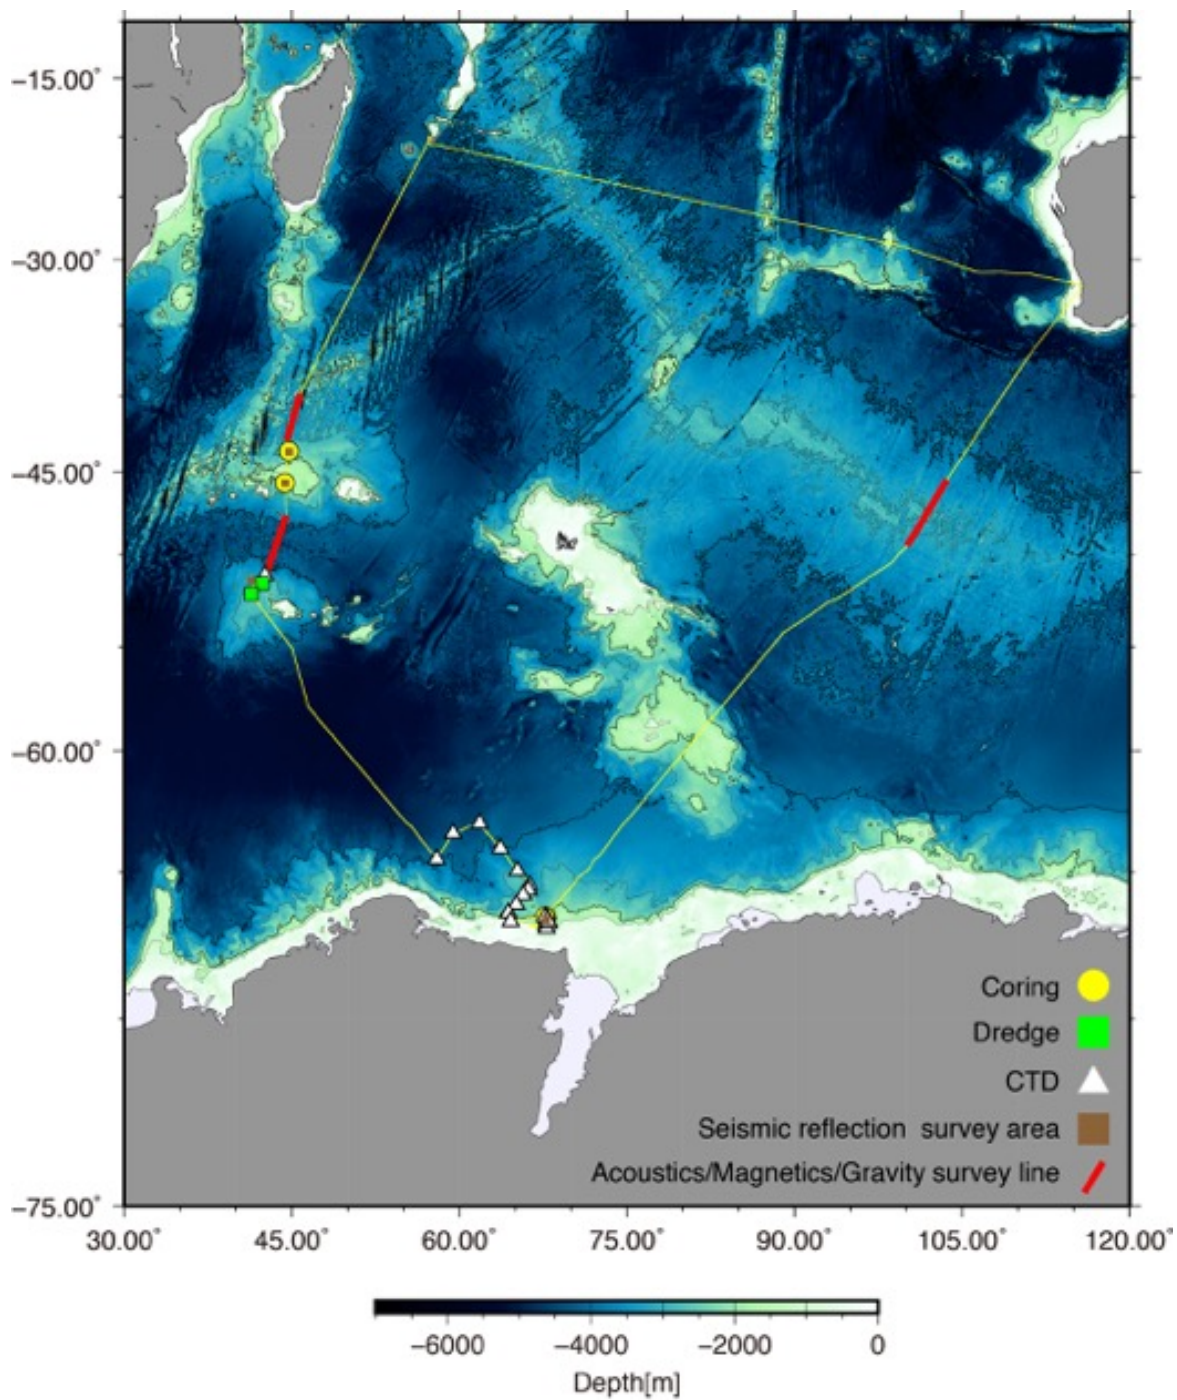 −15.00°
−30.00°
−45.00°
−60.00°
Coring
Dredge
CTD
Seismic reflection survey area
Acoustics/Magnetics/Gravity survey line
−75.00°
30.00° 45.00° 60.00° 75.00° 90.00° 105.00° 120.00°
−6000 −4000 −2000 0
Depth[m]